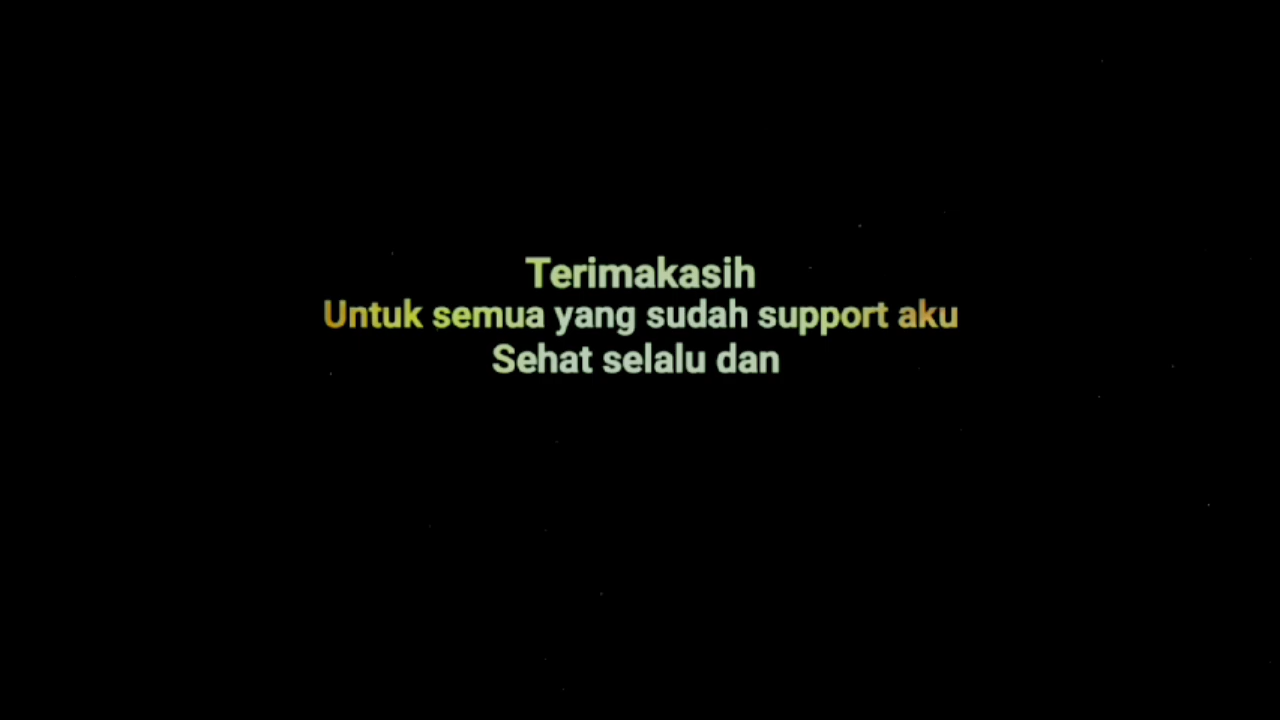 Terimakasih
Untuk semua yang sudah support aku
Sehat selalu dan